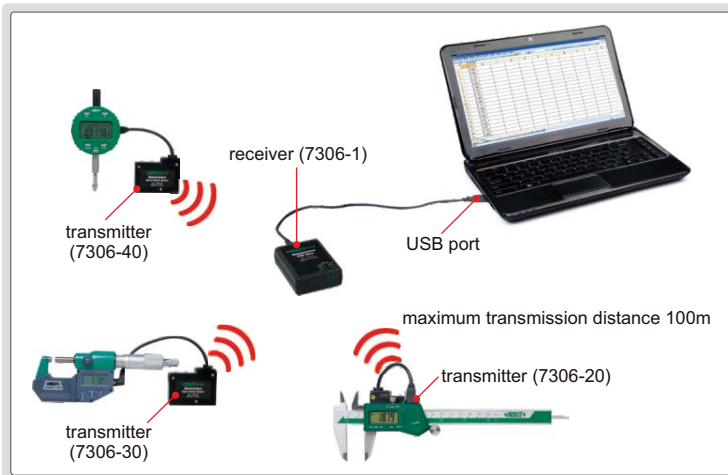 receiver (7306-1)
transmitter
(7306-40)
USB port
maximum transmission distance 100m
transmitter (7306-20)
transmitter
(7306-30)